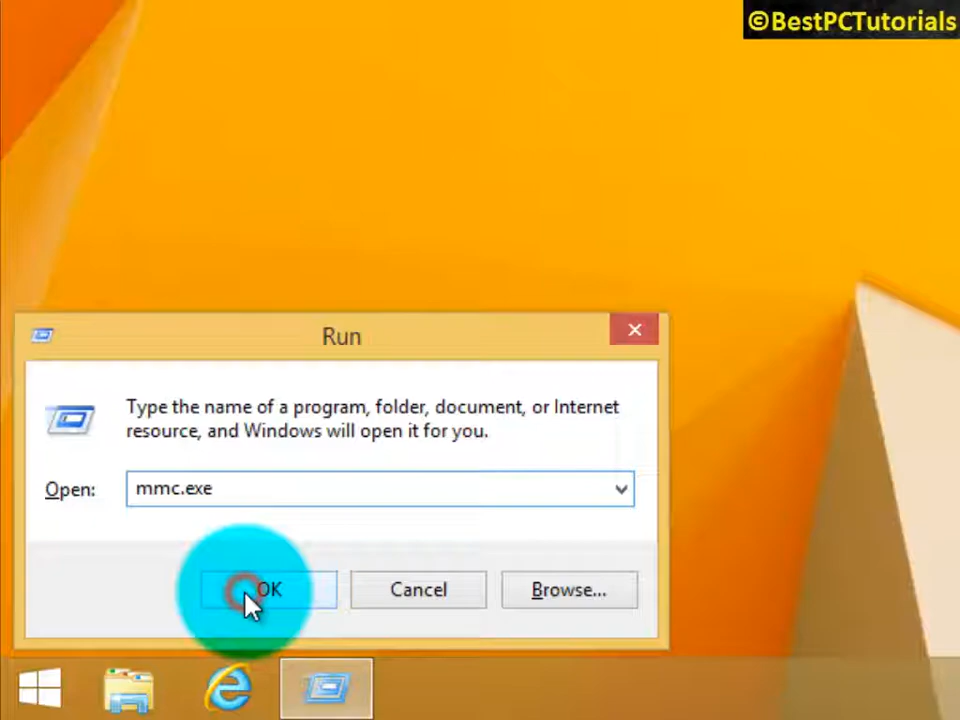 ©BestPCTutorials
Run
Type the name of a program, folder, document, or Internet
resource, and Windows will open it for you.
Open:
mmc.exe
OK
Cancel
Browse...